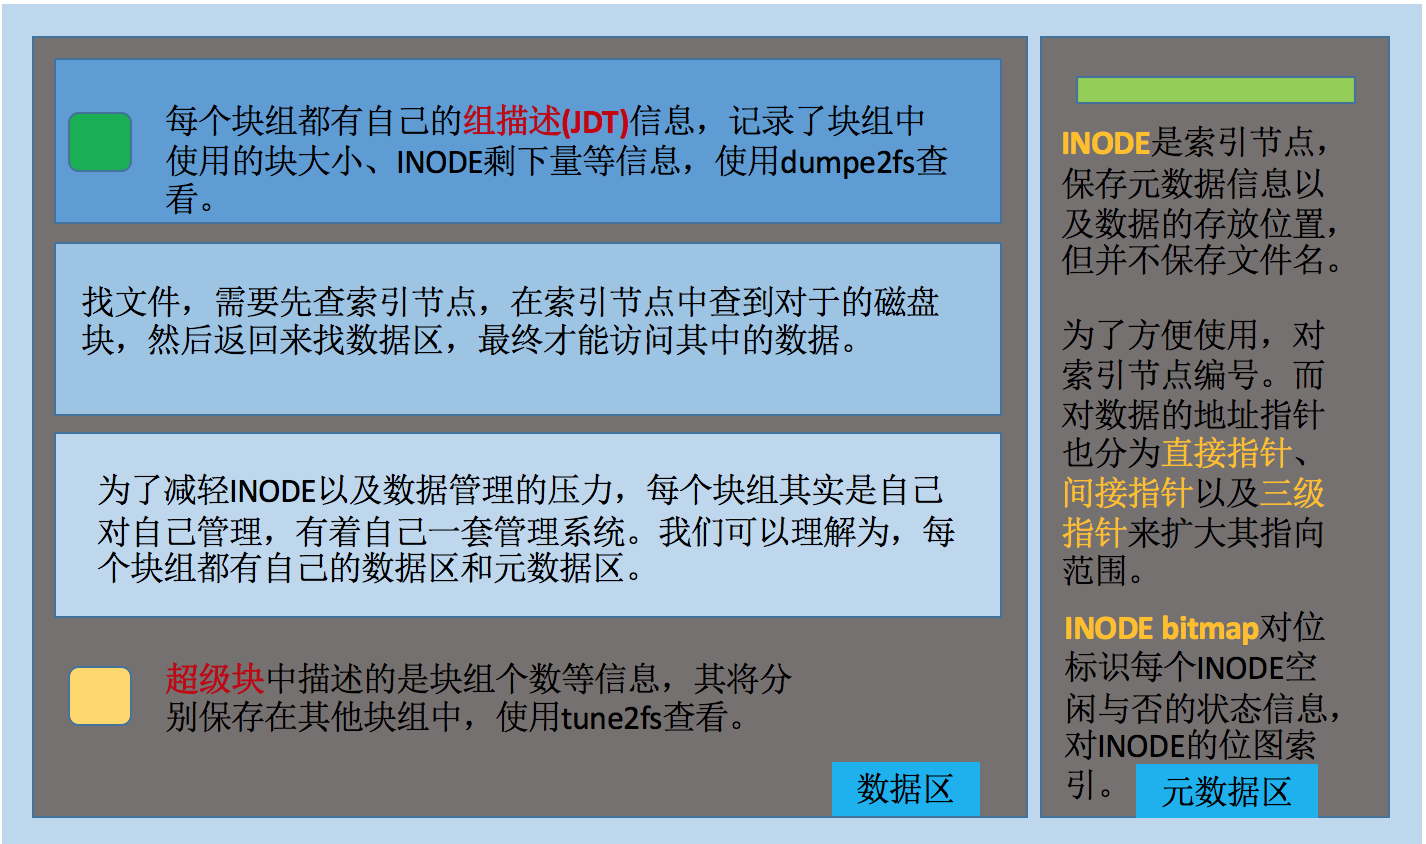 每个块组都有自己的组描述(JDT)信息，记录了块组中
使用的块大小、INODE剩下量等信息，使用dumpe2fs查
看。
找文件，需要先查索引节点，在索引节点中查到对于的磁盘
块，然后返回来找数据区，最终才能访问其中的数据。
为了减轻INODE以及数据管理的压力，每个块组其实是自己
对自己管理，有着自己一套管理系统。我们可以理解为，每
个块组都有自己的数据区和元数据区。
超级块中描述的是块组个数等信息，其将分
别保存在其他块组中，使用tune2fs查看。
数据区
INODE是索引节点，
保存元数据信息以
及数据的存放位置，
但并不保存文件名。
为了方便使用，对
索引节点编号。而
对数据的地址指针
也分为直接指针、
间接指针以及三级
指针来扩大其指向
范围。
INODE bitmap对位
标识每个INODE空
闲与否的状态信息，
对INODE的位图索
引。
元数据区